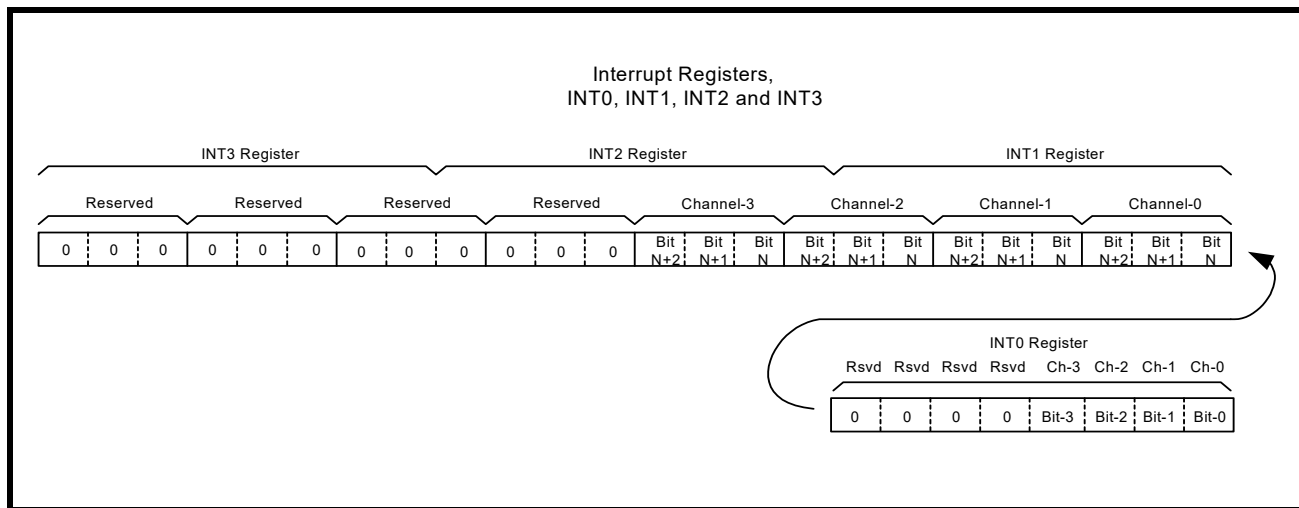 Interrupt Registers,
INT0, INT1, INT2 and INT3
INT3 Register INT2 Register INT1 Register
Reserved Reserved Reserved Reserved Channel-3 Channel-2 Channel-1 Channel-0
0 0 0 0 0 0 0 0 0 0 0 0 Bit N+2 Bit N+1 Bit N Bit N+2 Bit N+1 Bit N Bit N+2 Bit N+1 Bit N Bit N+2 Bit N+1 Bit N
INT0 Register
Rsvd Rsvd Rsvd Rsvd Ch-3 Ch-2 Ch-1 Ch-0
0 0 0 0 Bit-3 Bit-2 Bit-1 Bit-0